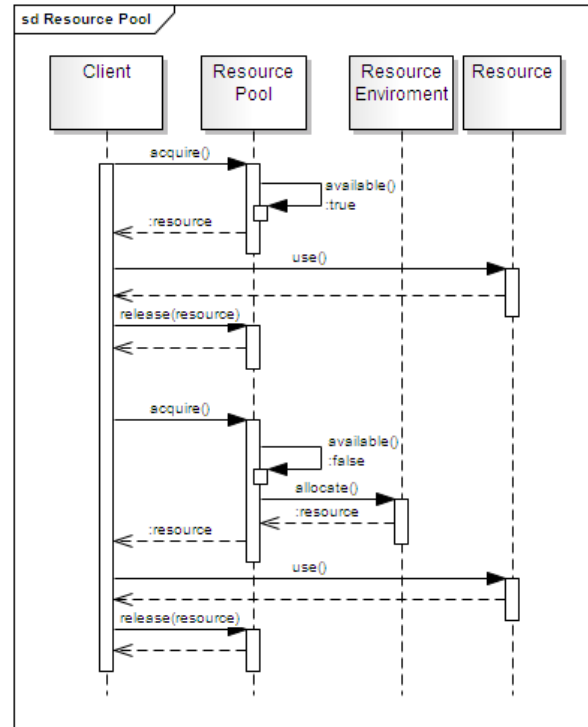 sd Resource Pool
Client
Resource
Pool
Resource
Enviroment
Resource
acquire()
available()
:true
:resource
use()
release(resource)
acquire()
available()
:false
allocate()
:resource
:resource
use()
release(resource)